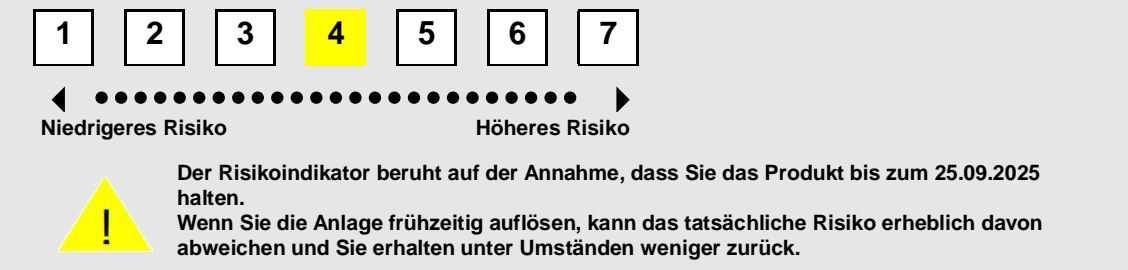 1 2 3 4 5 6 7
Niedrigeres Risiko Höheres Risiko
Der Risikoindikator beruht auf der Annahme, dass Sie das Produkt bis zum 25.09.2025
halten.
Wenn Sie die Anlage frühzeitig auflösen, kann das tatsächliche Risiko erheblich davon
abweichen und Sie erhalten unter Umständen weniger zurück.
!